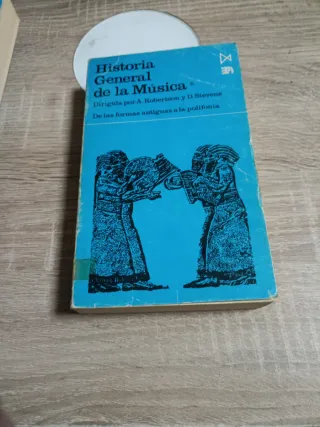 Historia
General
de la Música
Dirigida por A. Robertson y D. Stevens
De las formas antiguas a la polifonía